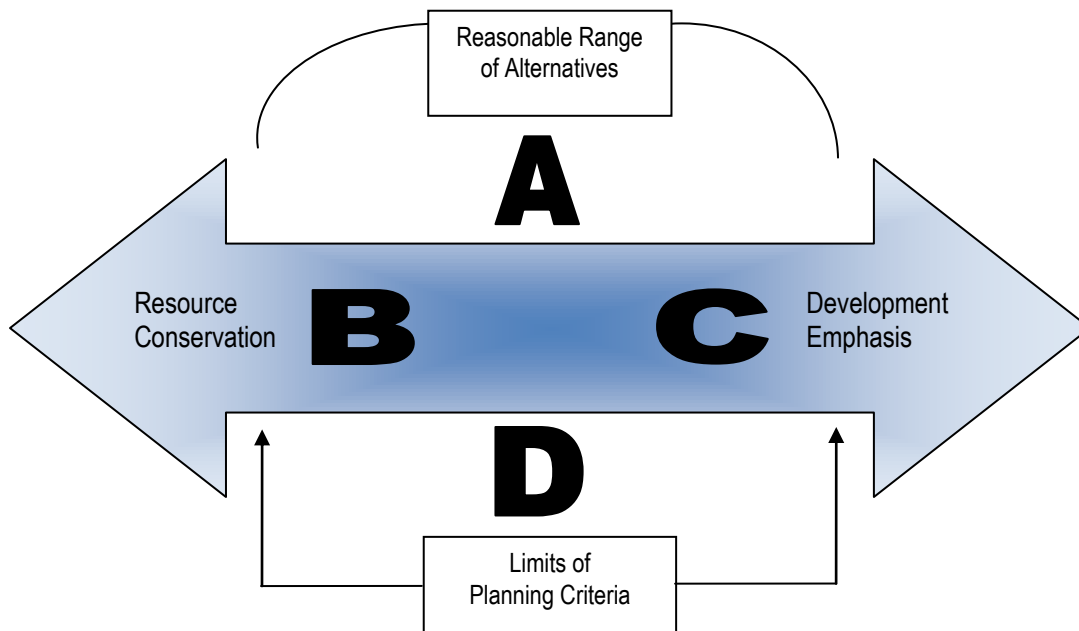 Reasonable Range
of Alternatives
A
Resource
Conservation
B
C
Development
Emphasis
D
Limits of
Planning Criteria